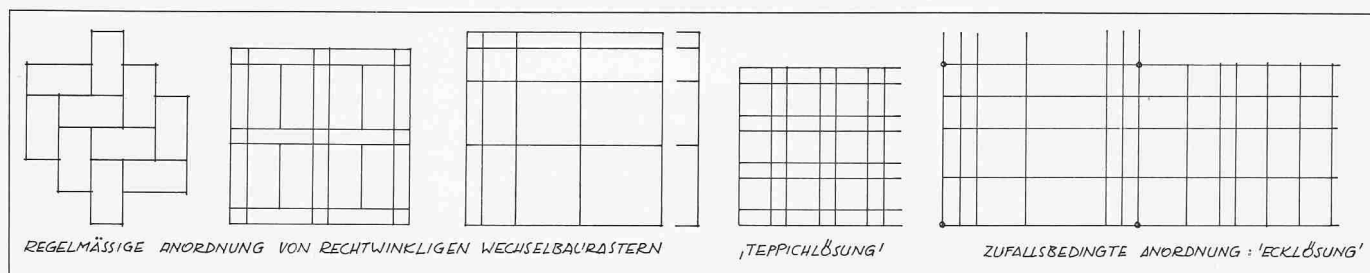 REGELMÄSSIGE ANORDNUNG VON RECHTWINKLIGEN WECHSELBAURASTERN
‚TEPPICHLÖSUNG'
ZUFALLSBEDINGTE ANORDNUNG : 'ECKLÖSUNG'